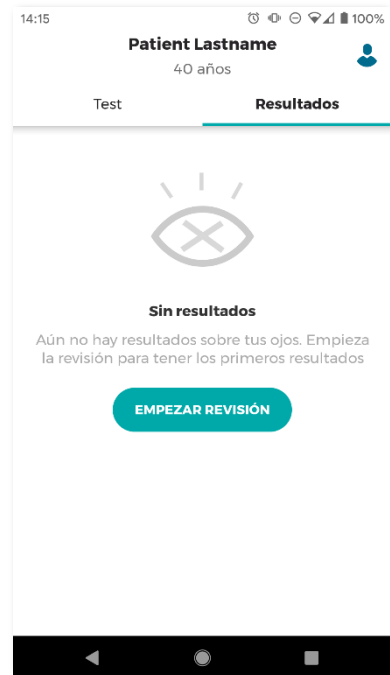 14:15
100%
Patient Lastname
40 años
Test
Resultados
Sin resultados
Aún no hay resultados sobre tus ojos. Empieza
la revisión para tener los primeros resultados
EMPEZAR REVISIÓN